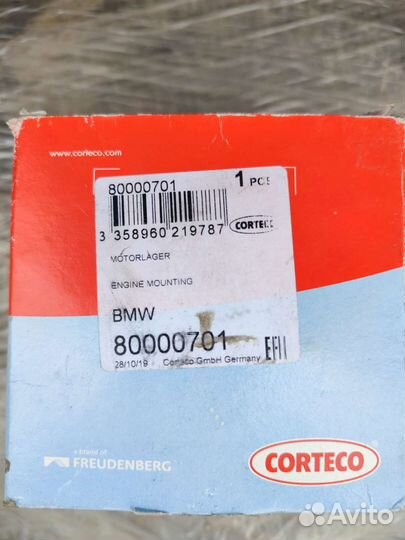 www.corteco.com
80000701 1 PCS
3 358960 219787 CORTECO
MOTORLAGER
ENGINE MOUNTING
BMW
80000701
28/10/19 Corteco GmbH Germany EAC
a brand of
FREUDENBERG
CORTECO
Avito